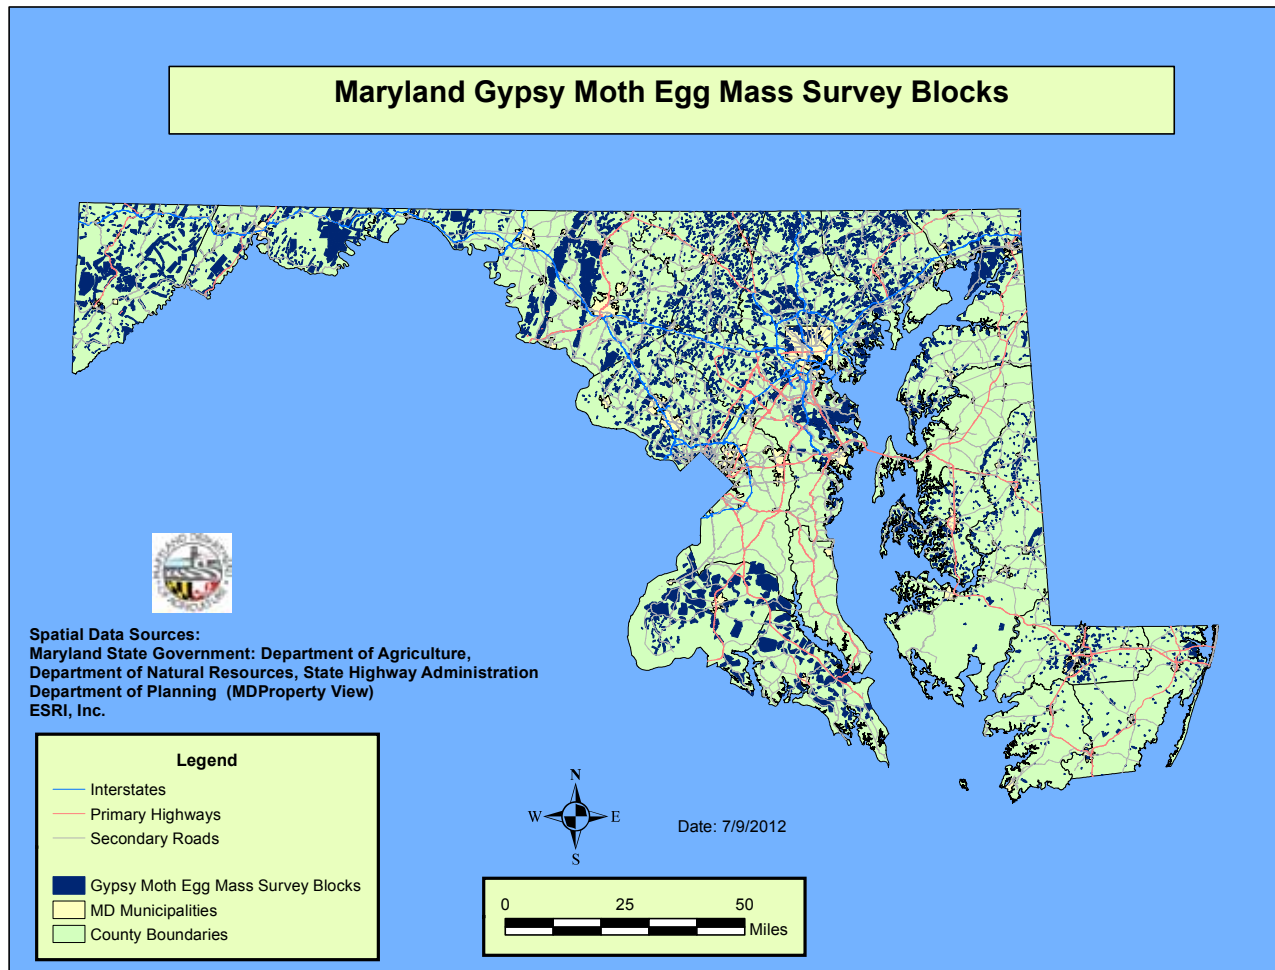 Maryland Gypsy Moth Egg Mass Survey Blocks
Spatial Data Sources:
Maryland State Government: Department of Agriculture,
Department of Natural Resources, State Highway Administration
Department of Planning  (MDProperty View)
ESRI, Inc.
Legend
Interstates
Primary Highways
Secondary Roads
Gypsy Moth Egg Mass Survey Blocks
MD Municipalities
County Boundaries
N
W E
S
Date: 7/9/2012
0 25 50
Miles